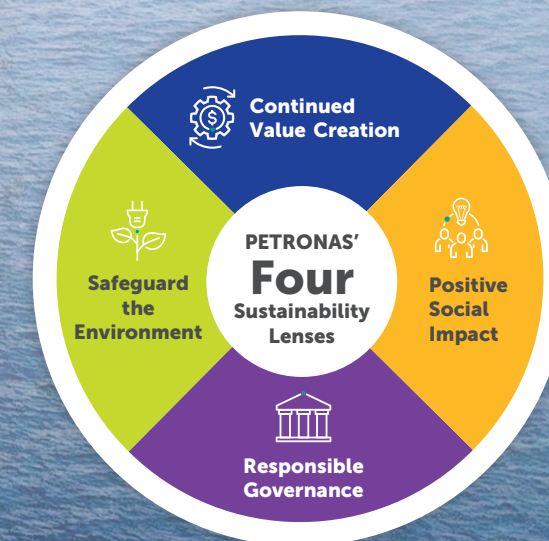 Continued
Value Creation
PETRONAS'
Four
Sustainability
Lenses
Safeguard
the
Environment
Positive
Social
Impact
Responsible
Governance
$